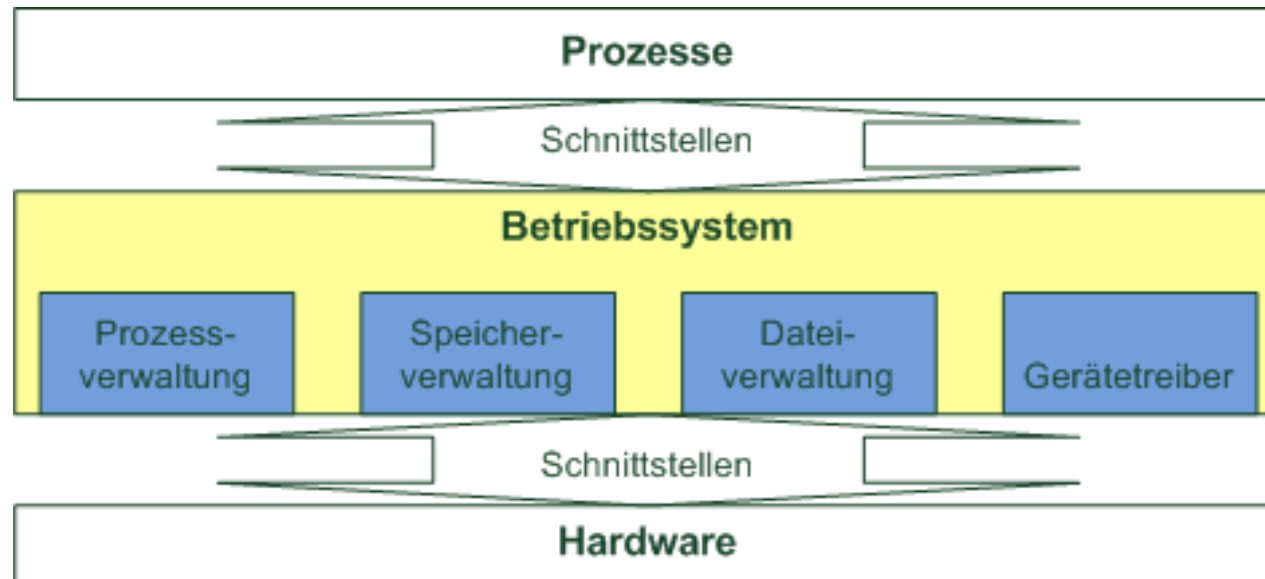 Prozesse
Schnittstellen
Betriebssystem
Prozess-
verwaltung
Speicher-
verwaltung
Datei-
verwaltung
Gerätetreiber
Schnittstellen
Hardware